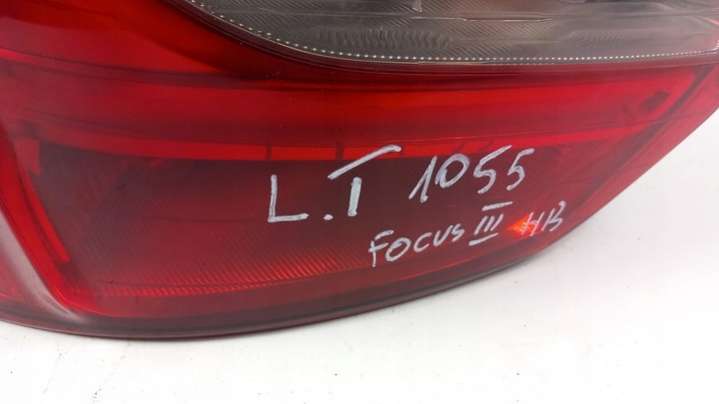 L.T 1055
FOCUS III HB